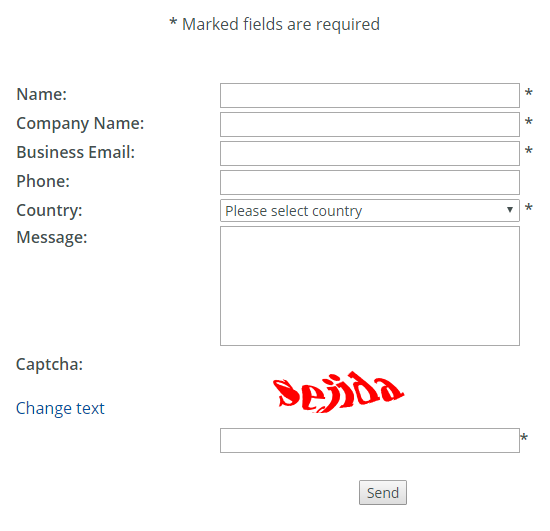 * Marked fields are required
Name: *
Company Name: *
Business Email: *
Phone:
Country: Please select country *
Message:
Captcha:
sejida
Change text
*
Send